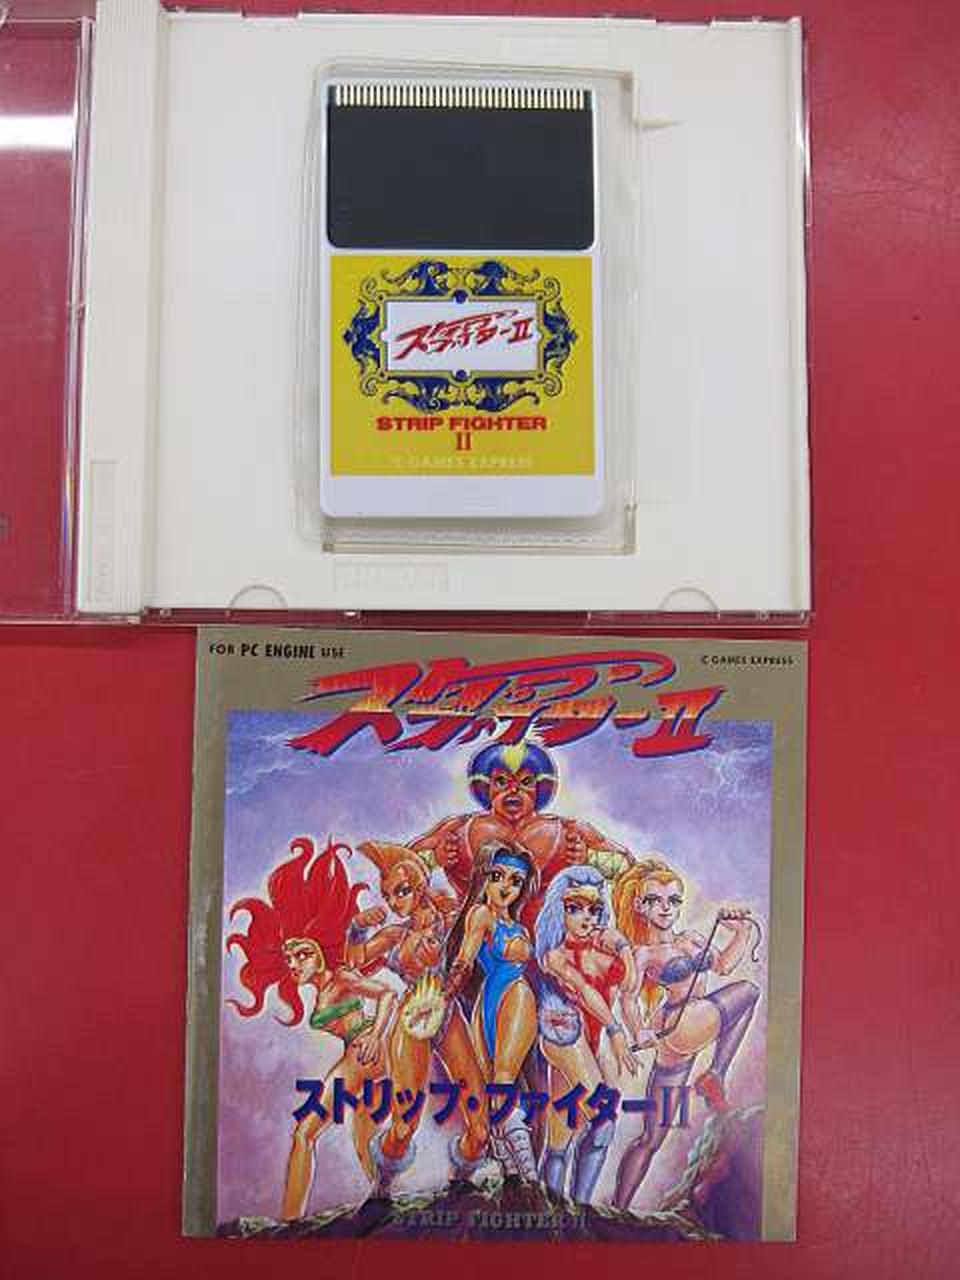 ストリップファイターII
STRIP FIGHTER
II
C GAMES EXPRESS
FOR PC ENGINE USE
C GAMES EXPRESS
ストリップファイターII
ストリップ・ファイターII
STRIP FIGHTER II